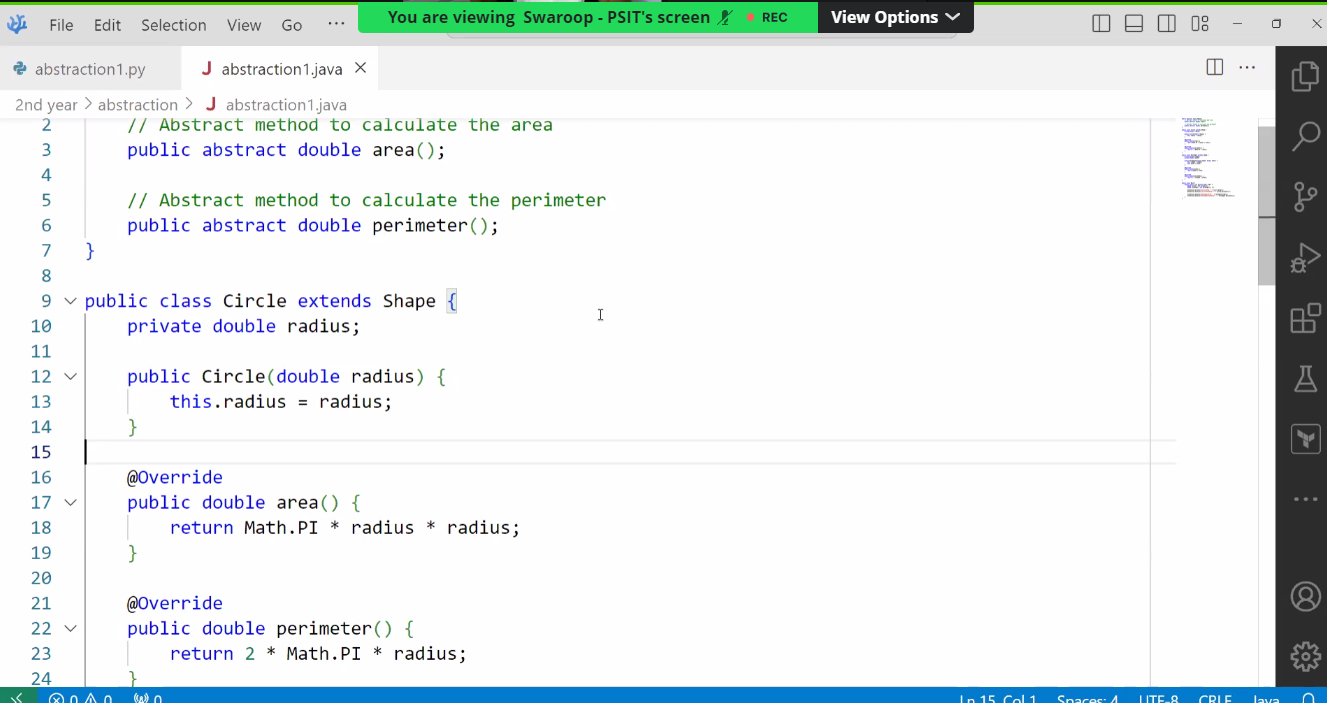 You are viewing Swaroop - PSIT's screen REC View Options
File Edit Selection View Go ...
abstraction1.py J abstraction1.java
2nd year > abstraction > J abstraction1.java
2 // Abstract method to calculate the area
3 public abstract double area();
4
5 // Abstract method to calculate the perimeter
6 public abstract double perimeter();
7 }
8
9 public class Circle extends Shape {
10 private double radius;
11
12 public Circle(double radius) {
13 this.radius = radius;
14 }
15
16 @Override
17 public double area() {
18 return Math.PI * radius * radius;
19 }
20
21 @Override
22 public double perimeter() {
23 return 2 * Math.PI * radius;
24 }
0 0 0 Ln 15, Col 1 Spaces: 4 UTF-8 CRLF Java